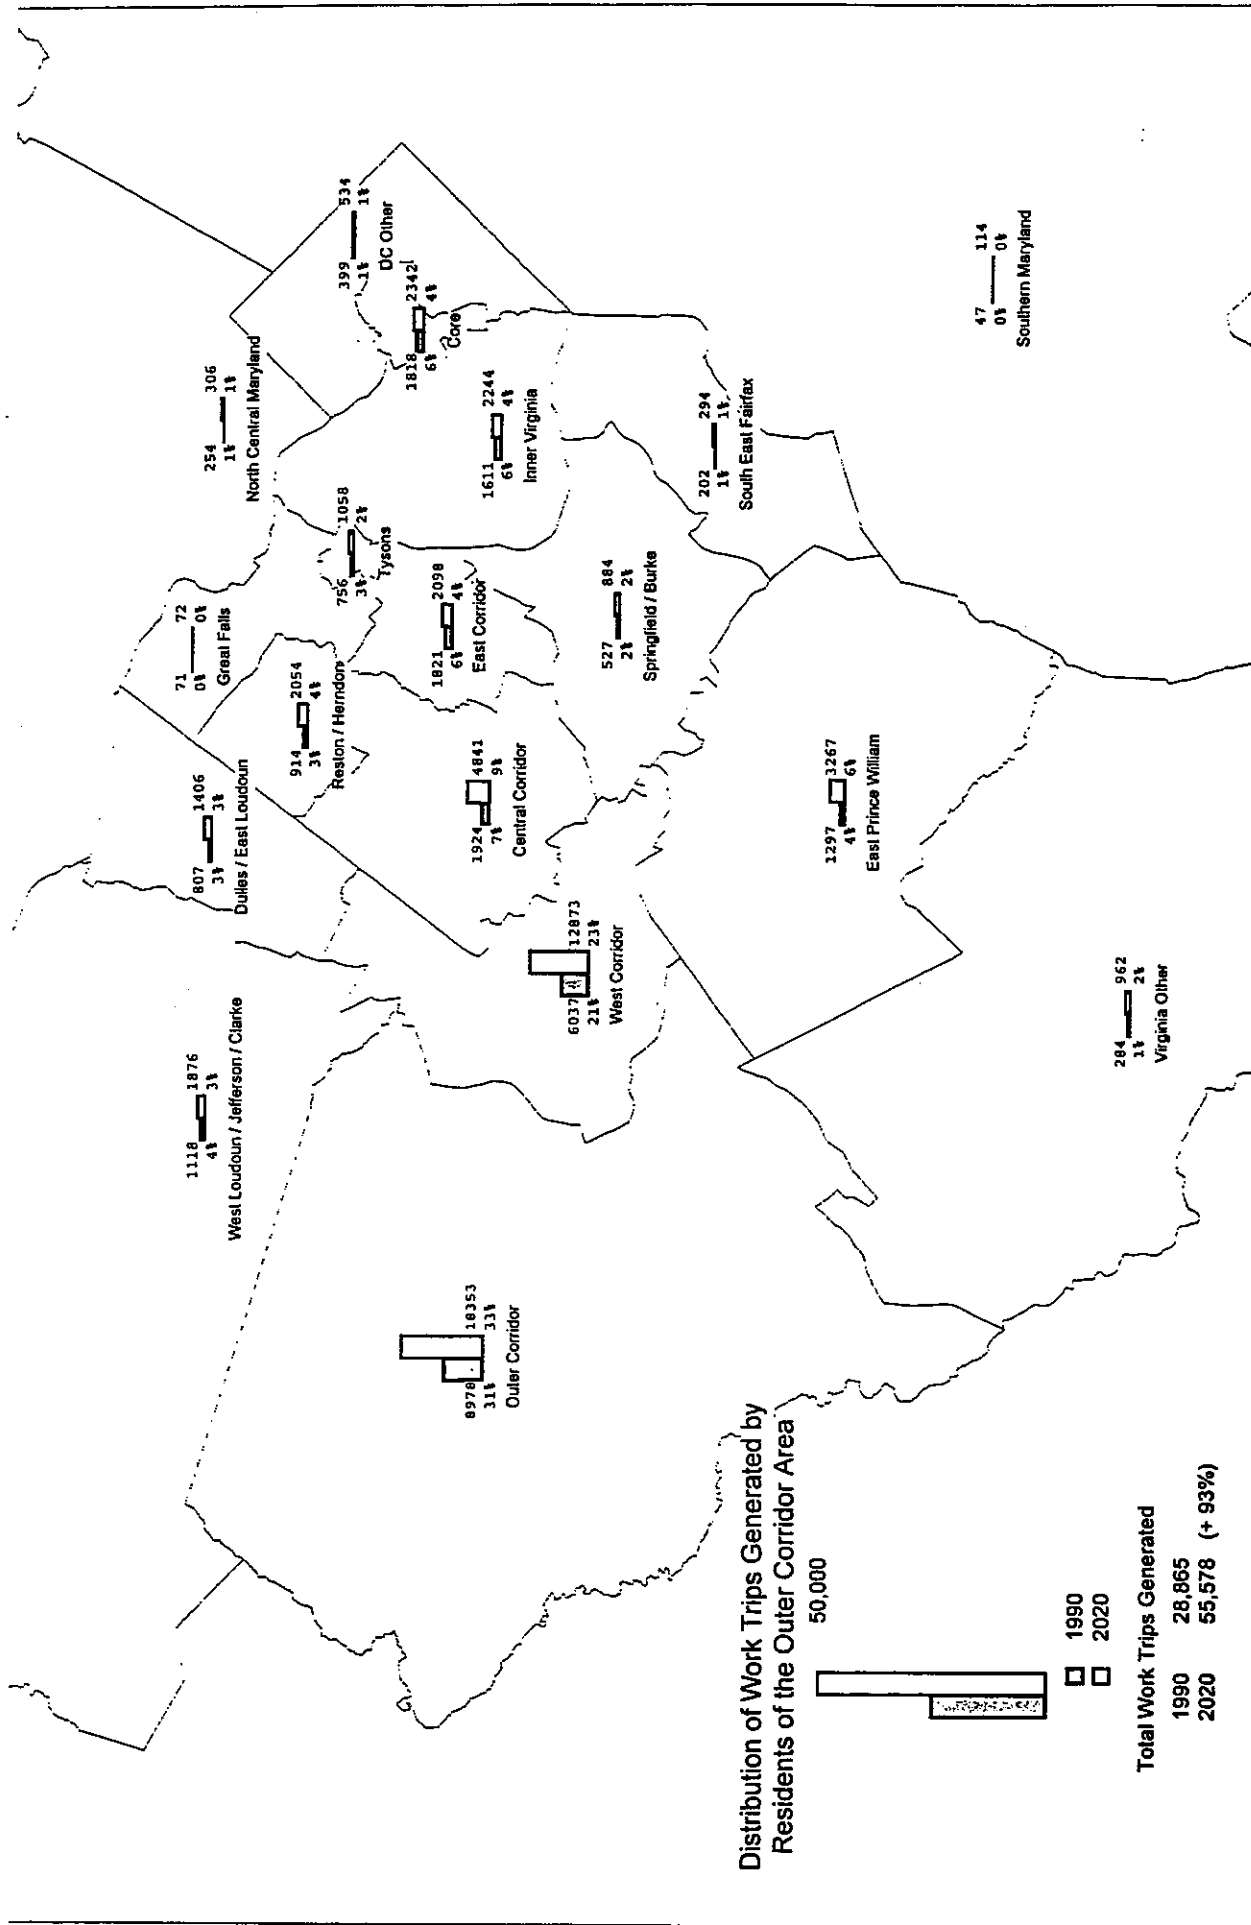 254 306
1% 1%
North Central Maryland
399 534
1% 1%
DC Other
1818 2342
6% 4%
Core
71 72
0% 0%
Great Falls
756 1058
3% 2%
Tysons
1611 2244
6% 4%
Inner Virginia
807 1406
3% 3%
Dulles / East Loudoun
914 2054
3% 4%
Reston / Herndon
1821 2098
6% 4%
East Corridor
1118 1876
4% 3%
West Loudoun / Jefferson / Clarke
1924 4841
7% 9%
Central Corridor
527 884
2% 2%
Springfield / Burke
202 294
1% 1%
South East Fairfax
47 114
0% 0%
Southern Maryland
6037 12873
21% 23%
West Corridor
8978 18353
31% 33%
Outer Corridor
1297 3267
4% 6%
East Prince William
284 962
1% 2%
Virginia Other
Distribution of Work Trips Generated by
Residents of the Outer Corridor Area
50,000
1990
2020
Total Work Trips Generated
1990 28,865
2020 55,578 (+ 93%)